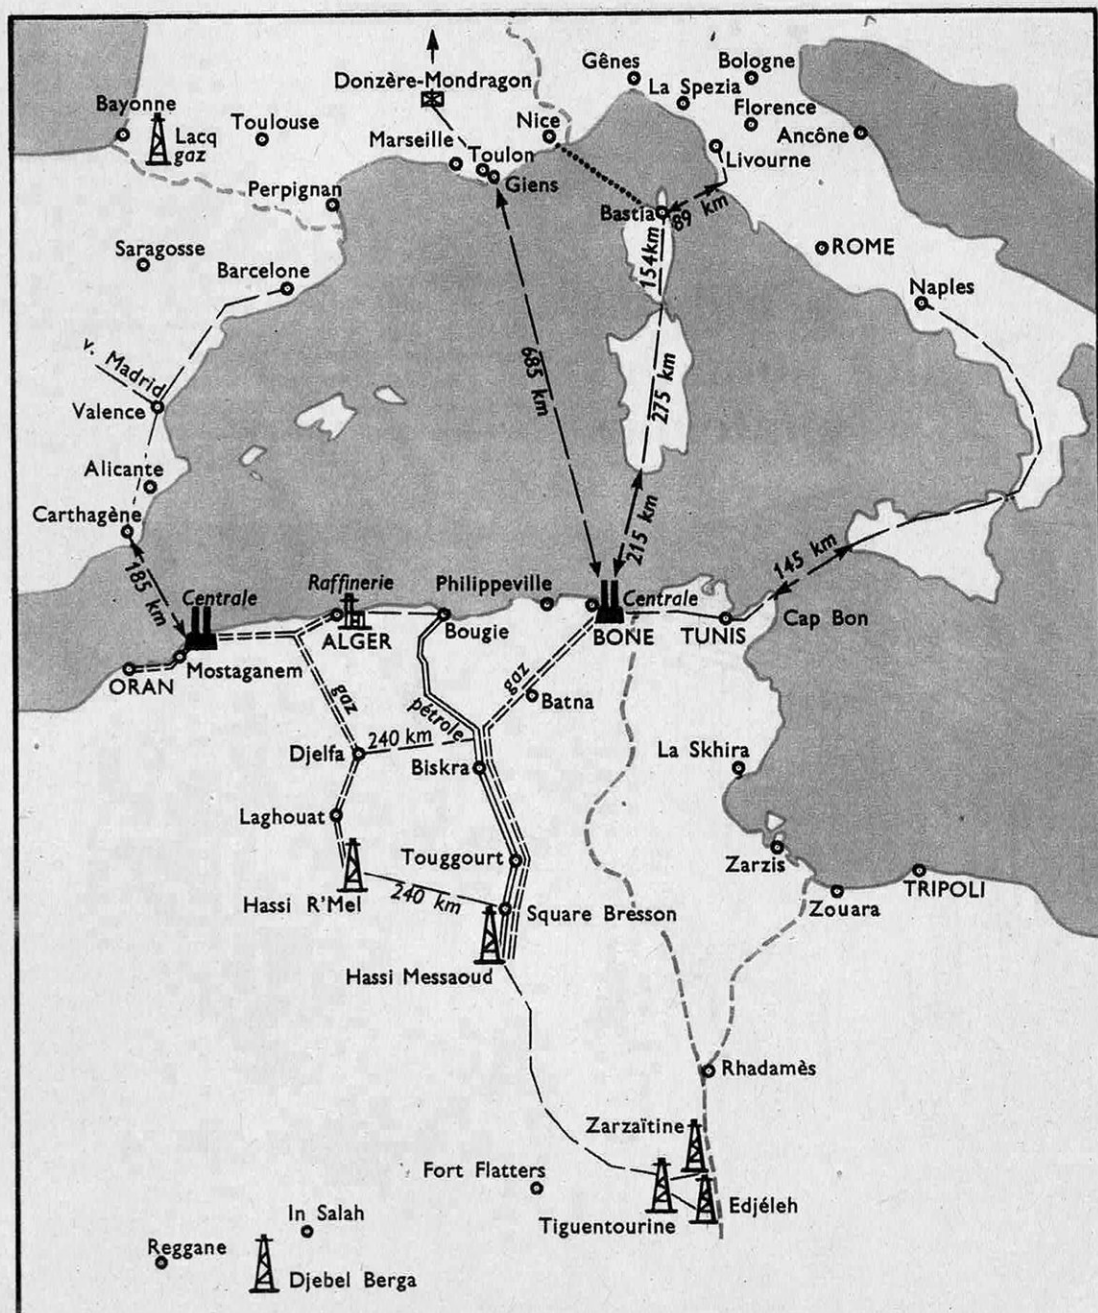 Donzère-Mondragon
Gênes
Bologne
La Spezia
Bayonne
Lacq
gaz
Toulouse
Florence
Nice
Ancône
Marseille
Toulon
Livourne
Giens
Perpignan
Bastia
89 km
154km
Saragosse
ROME
Barcelone
Naples
685 km
275 km
v. Madrid
Valence
Alicante
Carthagène
215 km
145 km
185 km
Centrale
Raffinerie
Philippeville
Centrale
ALGER
Bougie
BONE
TUNIS
Cap Bon
Mostaganem
ORAN
gaz
gaz
pétrole
Batna
Djelfa
240 km
Biskra
La Skhira
Laghouat
Touggourt
Zarzis
Hassi R'Mel
240 km
TRIPOLI
Zouara
Square Bresson
Hassi Messaoud
Rhadamès
Zarzaïtine
Fort Flatters
Edjéleh
Tiguentourine
In Salah
Reggane
Djebel Berga